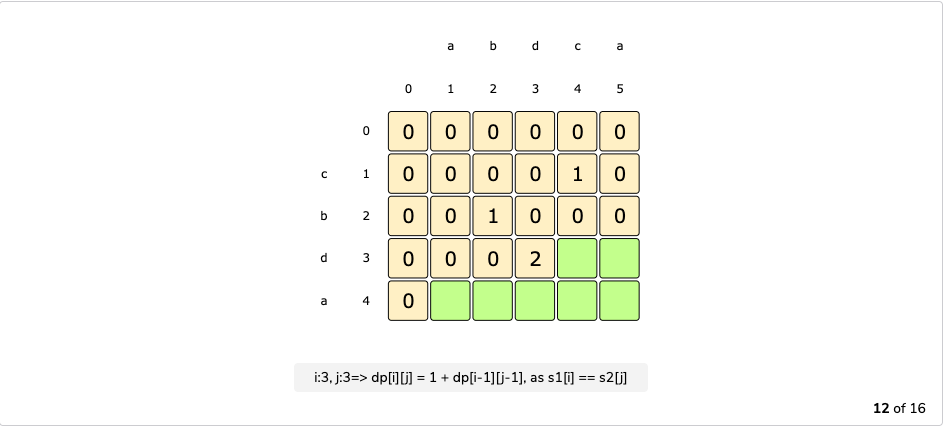 a b d c a
0 1 2 3 4 5
0 0 0 0 0 0 0
c 1 0 0 0 0 1 0
b 2 0 0 1 0 0 0
d 3 0 0 0 2
a 4 0
i:3, j:3=> dp[i][j] = 1 + dp[i-1][j-1], as s1[i] == s2[j]
12 of 16